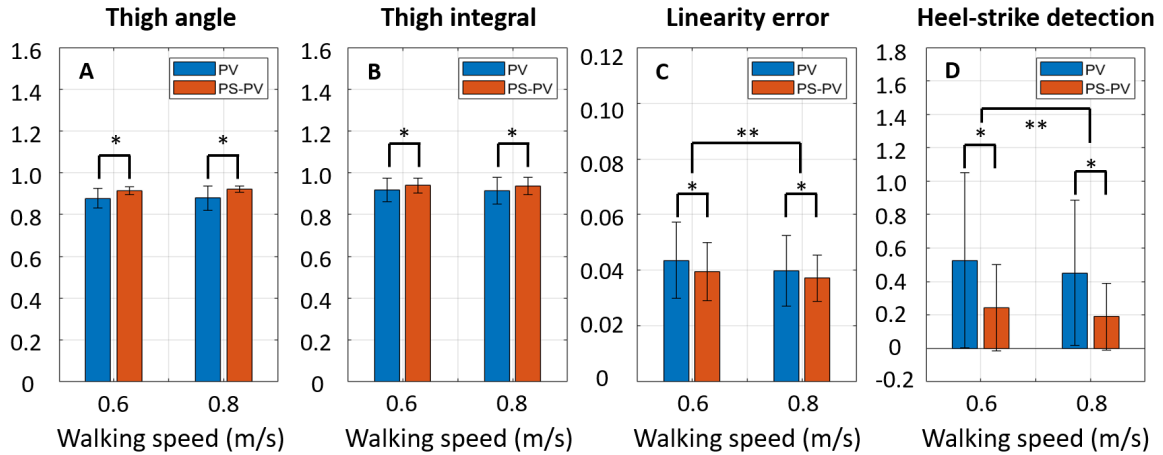 Thigh angle
Thigh integral
Linearity error
Heel-strike detection
A
PV
PS-PV
*
*
1.6
1.4
1.2
1.0
0.8
0.6
0.4
0.2
0
0.6
0.8
Walking speed (m/s)
B
PV
PS-PV
*
*
1.6
1.4
1.2
1.0
0.8
0.6
0.4
0.2
0
0.6
0.8
Walking speed (m/s)
C
PV
PS-PV
**
*
*
0.12
0.10
0.08
0.06
0.04
0.02
0
0.6
0.8
Walking speed (m/s)
D
PV
PS-PV
**
*
*
1.8
1.6
1.4
1.2
1.0
0.8
0.6
0.4
0.2
0
-0.2
0.6
0.8
Walking speed (m/s)